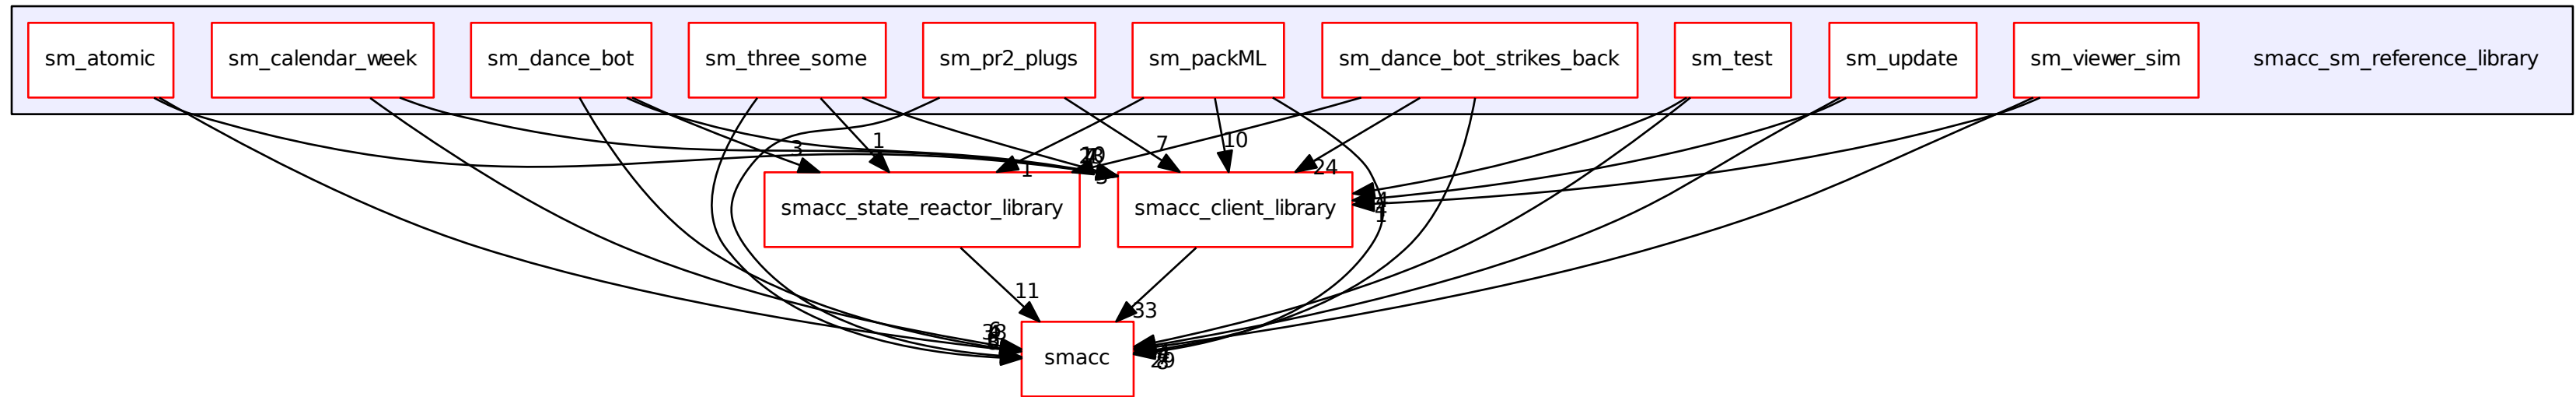 sm_atomic
sm_calendar_week
sm_dance_bot
sm_three_some
sm_pr2_plugs
sm_packML
sm_dance_bot_strikes_back
sm_test
sm_update
sm_viewer_sim
smacc_sm_reference_library
3
1
7
10
24
1
smacc_state_reactor_library
smacc_client_library
11
33
smacc